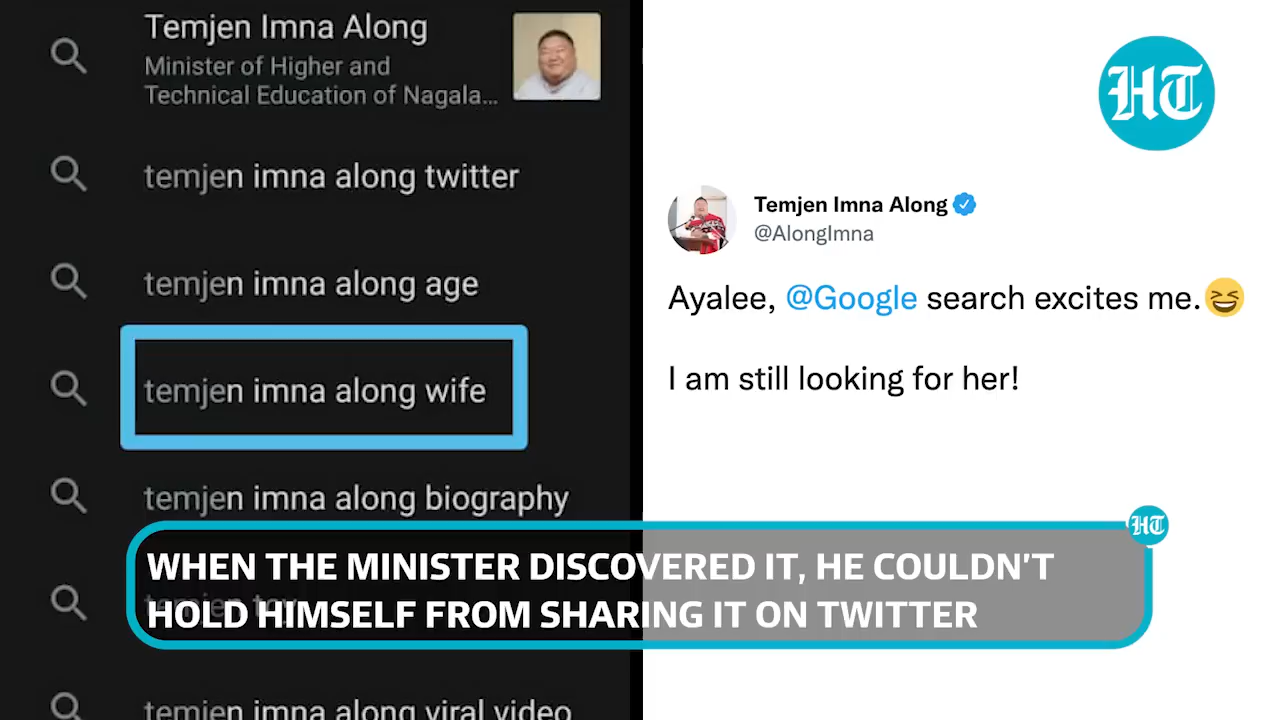 Temjen Imna Along
Minister of Higher and
Technical Education of Nagala...
temjen imna along twitter
temjen imna along age
temjen imna along wife
temjen imna along biography
temjen imna along viral video
HT
Temjen Imna Along
@AlongImna
Ayalee, @Google search excites me.😆
I am still looking for her!
HT
WHEN THE MINISTER DISCOVERED IT, HE COULDN'T
HOLD HIMSELF FROM SHARING IT ON TWITTER